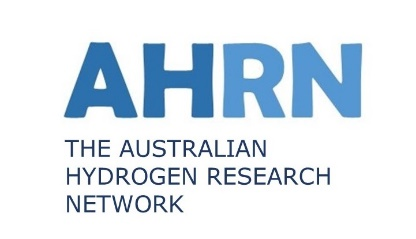 AHRN
THE AUSTRALIAN
HYDROGEN RESEARCH
NETWORK